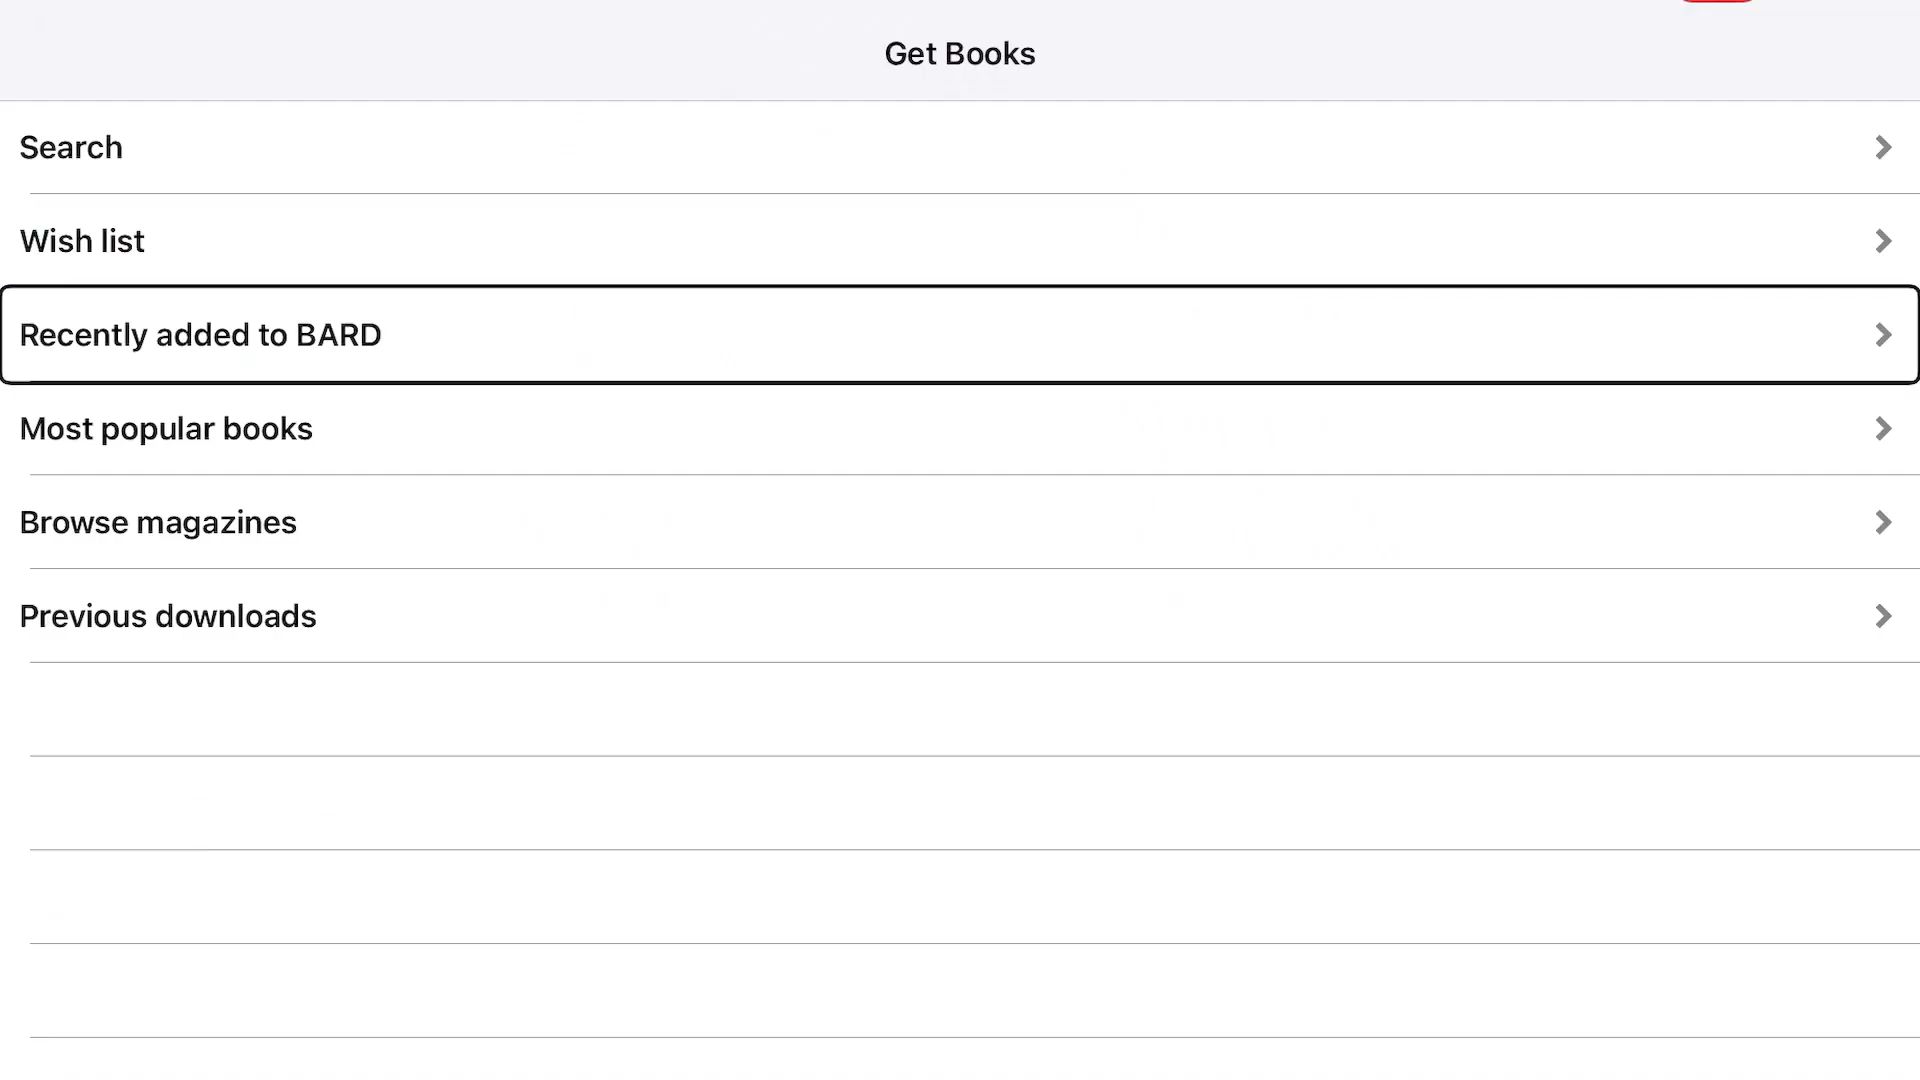 Get Books
Search
Wish list
Recently added to BARD
Most popular books
Browse magazines
Previous downloads